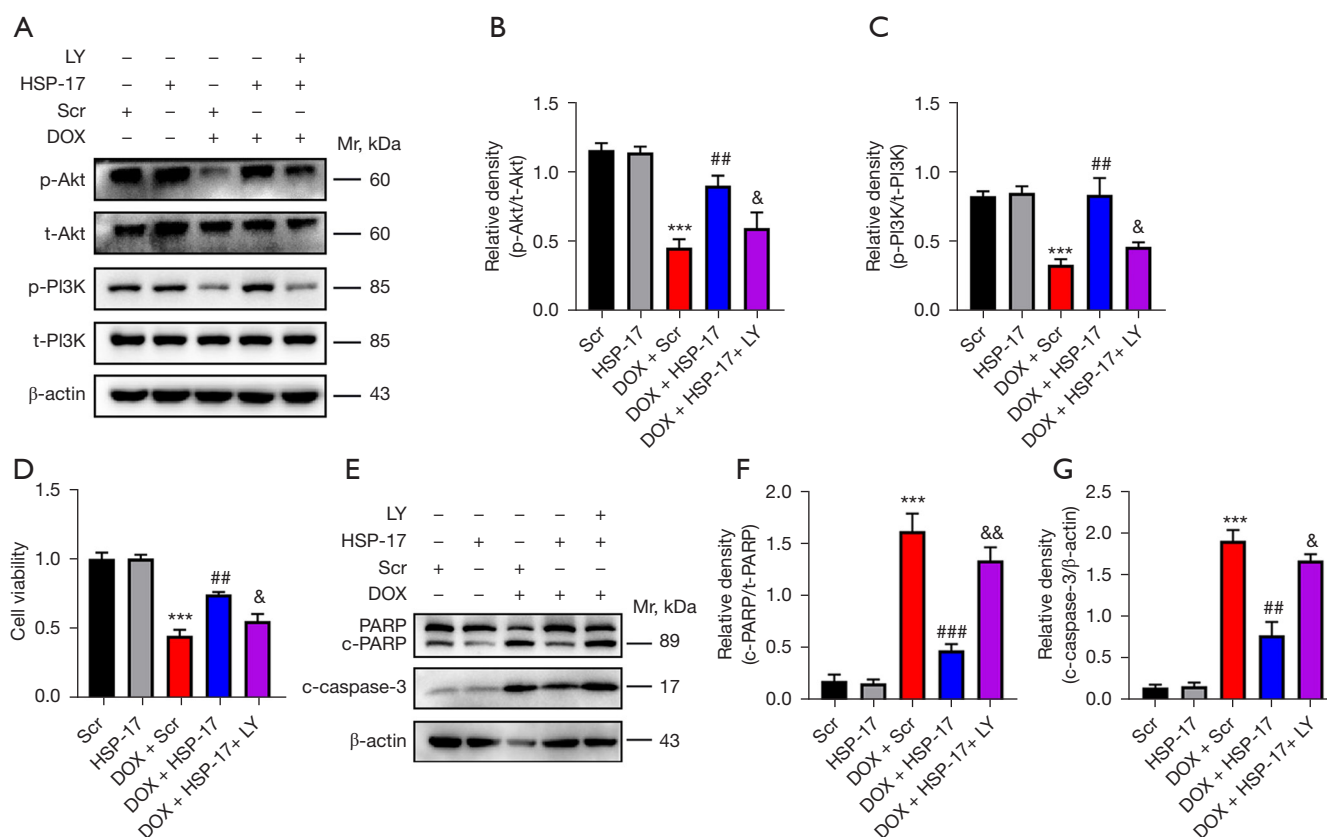 A
LY – – – – +
HSP-17 – + – + +
Scr + – + – –
DOX – – + + +
Mr, kDa
p-Akt 60
t-Akt 60
p-PI3K 85
t-PI3K 85
β-actin 43
B
Relative density
(p-Akt/t-Akt)
1.5
1.0
0.5
0.0
***
##
&
Scr
HSP-17
DOX + Scr
DOX + HSP-17
DOX + HSP-17+ LY
C
Relative density
(p-PI3K/t-PI3K)
1.5
1.0
0.5
0.0
***
##
&
Scr
HSP-17
DOX + Scr
DOX + HSP-17
DOX + HSP-17+ LY
D
Cell viability
1.5
1.0
0.5
0.0
***
##
&
Scr
HSP-17
DOX + Scr
DOX + HSP-17
DOX + HSP-17+ LY
E
LY – – – – +
HSP-17 – + – + +
Scr + – + – –
DOX – – + + +
Mr, kDa
PARP
c-PARP 89
c-caspase-3 17
β-actin 43
F
Relative density
(c-PARP/t-PARP)
2.0
1.5
1.0
0.5
0.0
***
###
&&
Scr
HSP-17
DOX + Scr
DOX + HSP-17
DOX + HSP-17+ LY
G
Relative density
(c-caspase-3/β-actin)
2.5
2.0
1.5
1.0
0.5
0.0
***
##
&
Scr
HSP-17
DOX + Scr
DOX + HSP-17
DOX + HSP-17+ LY